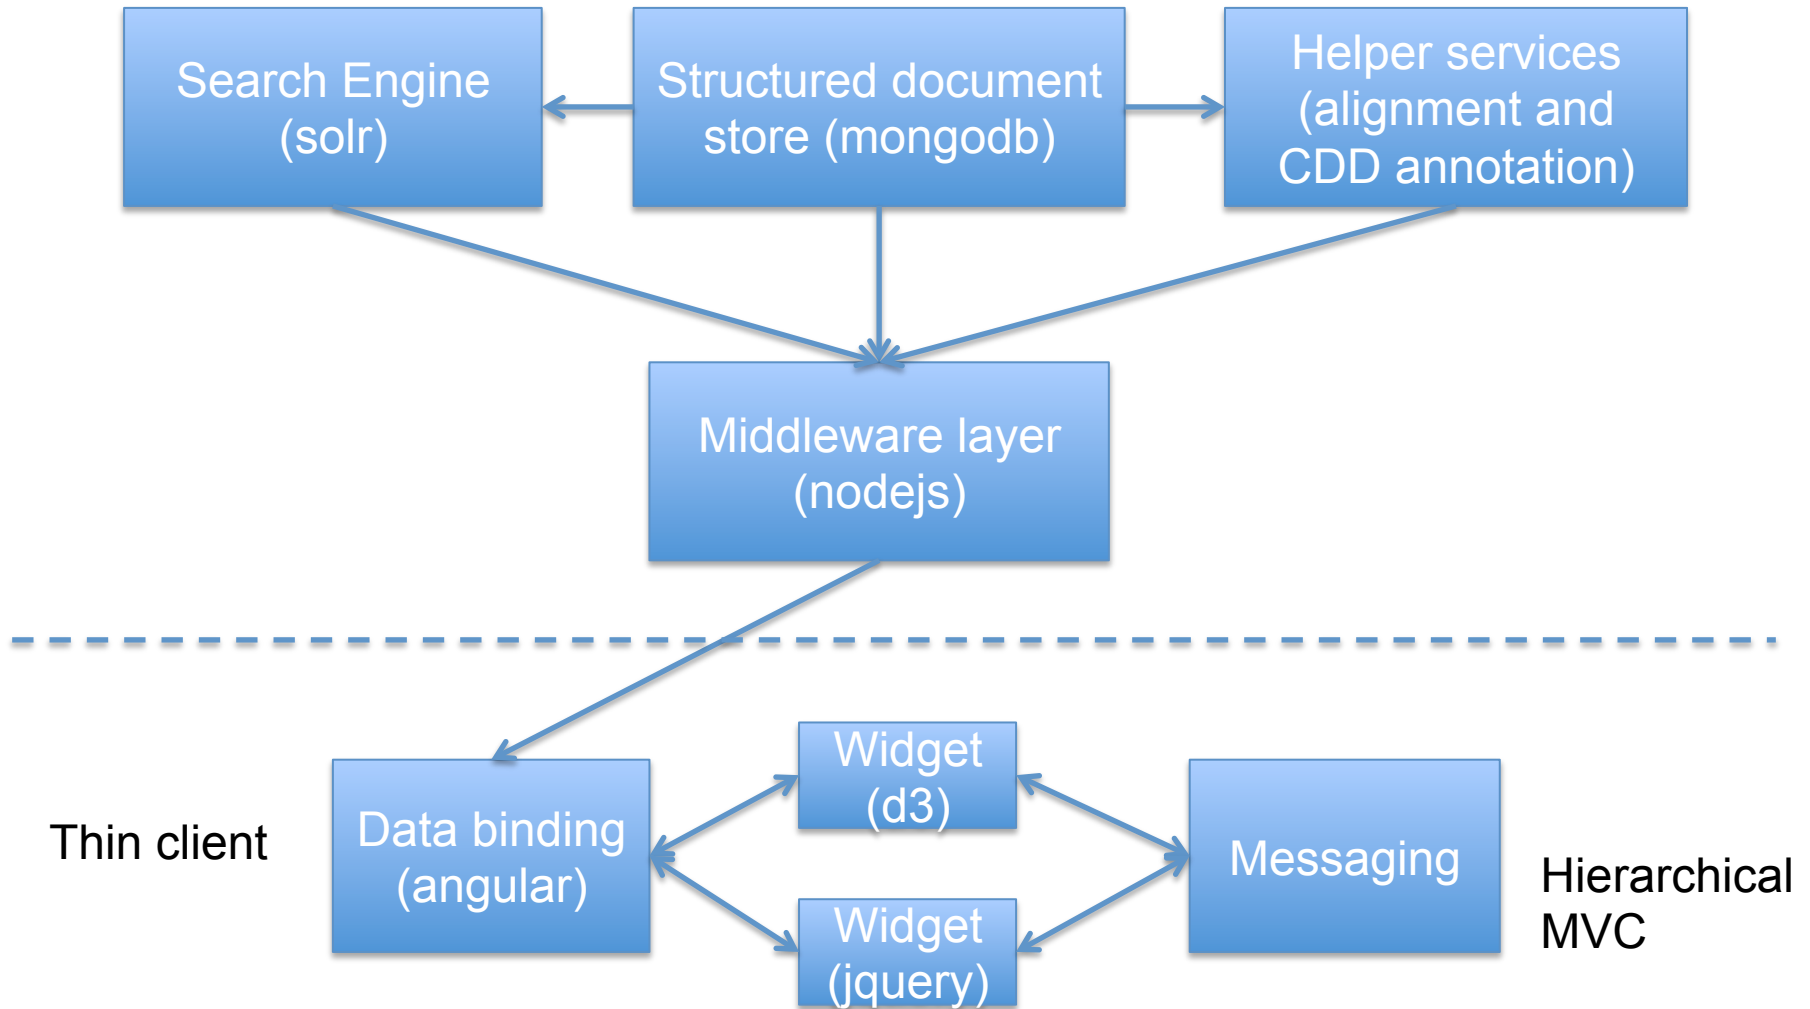 Search Engine
(solr)
Structured document
store (mongodb)
Helper services
(alignment and
CDD annotation)
Middleware layer
(nodejs)
Thin client
Data binding
(angular)
Widget
(d3)
Widget
(jquery)
Messaging
Hierarchical
MVC